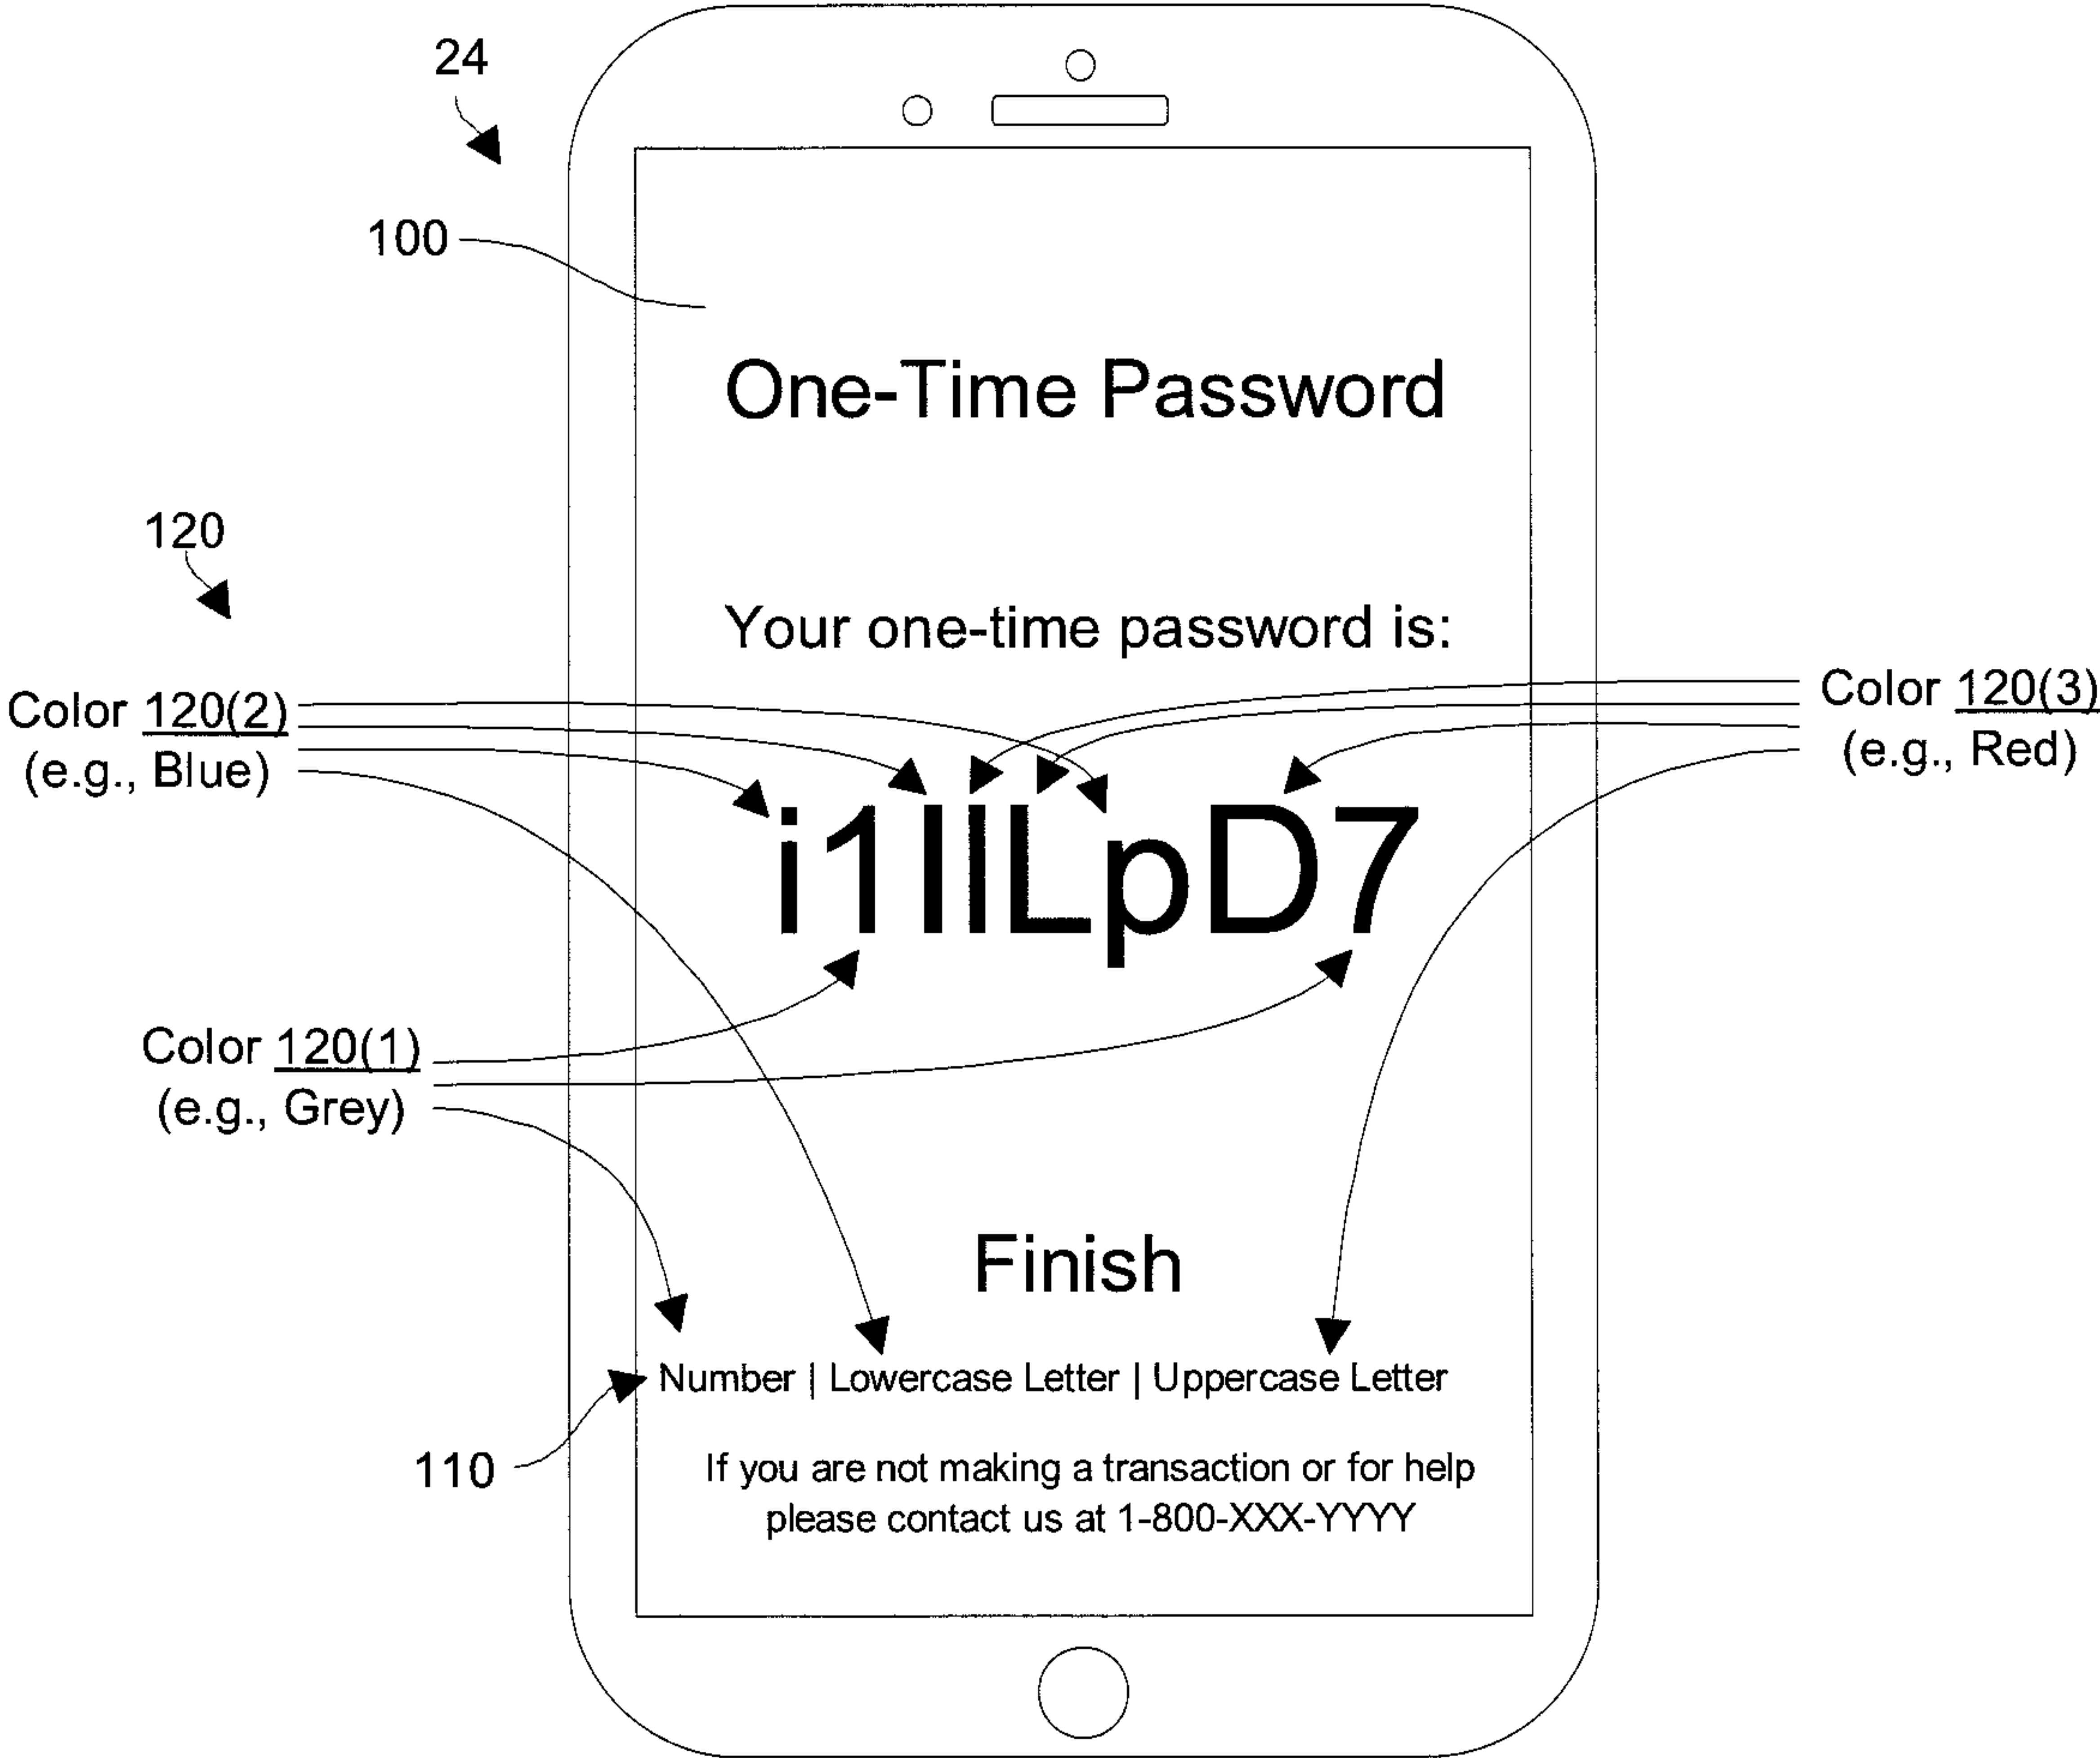 24
100
One-Time Password
120
Your one-time password is:
Color 120(2)
(e.g., Blue)
Color 120(3)
(e.g., Red)
i1lILpD7
Color 120(1)
(e.g., Grey)
Finish
Number | Lowercase Letter | Uppercase Letter
110
If you are not making a transaction or for help
please contact us at 1-800-XXX-YYYY